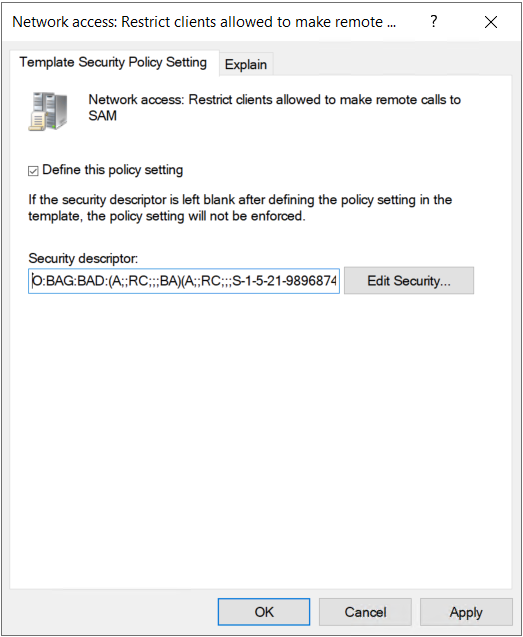 Network access: Restrict clients allowed to make remote ... ?
Template Security Policy Setting Explain
Network access: Restrict clients allowed to make remote calls to
SAM
Define this policy setting
If the security descriptor is left blank after defining the policy setting in the
template, the policy setting will not be enforced.
Security descriptor:
O:BAG:BAD:(A;;RC;;;BA)(A;;RC;;;S-1-5-21-9896874 Edit Security...
OK Cancel Apply